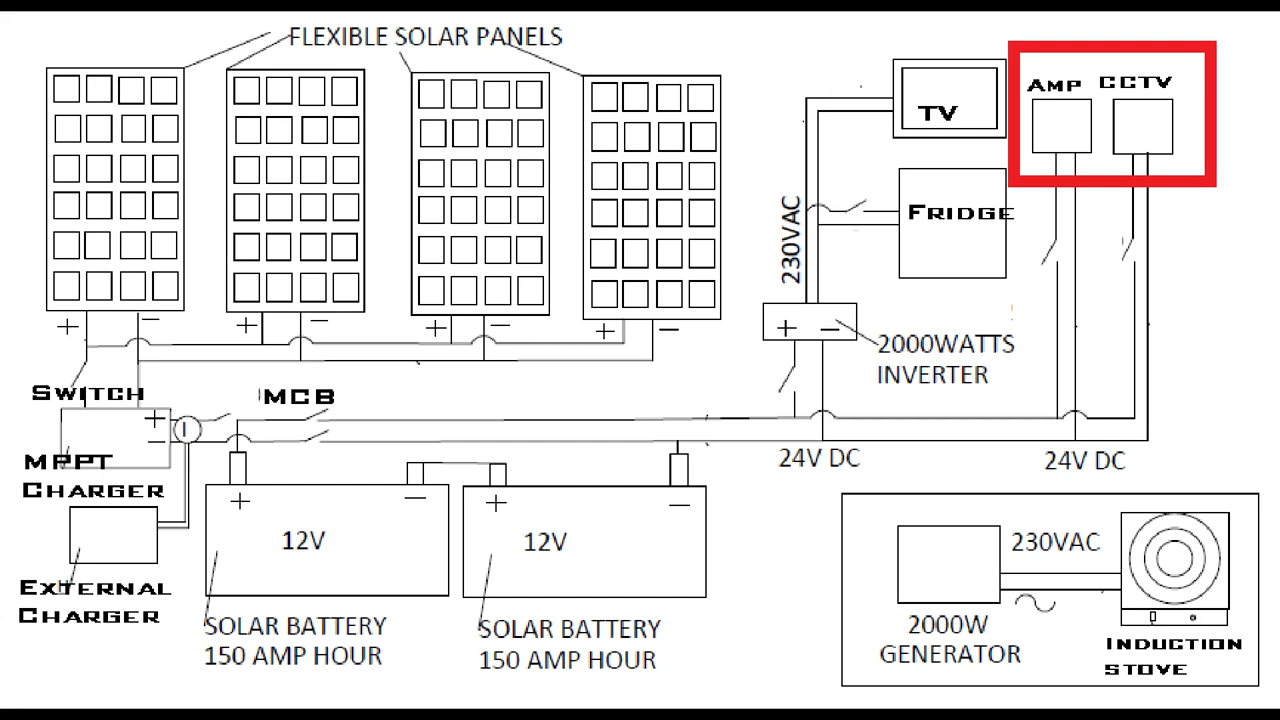 FLEXIBLE SOLAR PANELS
AMP CCTV
TV
FRIDGE
230VAC
+ − + − + − + −
+ −
2000WATTS
INVERTER
SWITCH
MCB
+
−
MPPT
CHARGER
24V DC
24V DC
+ − + −
12V
12V
EXTERNAL
CHARGER
SOLAR BATTERY
150 AMP HOUR
SOLAR BATTERY
150 AMP HOUR
230VAC
2000W
GENERATOR
INDUCTION
STOVE